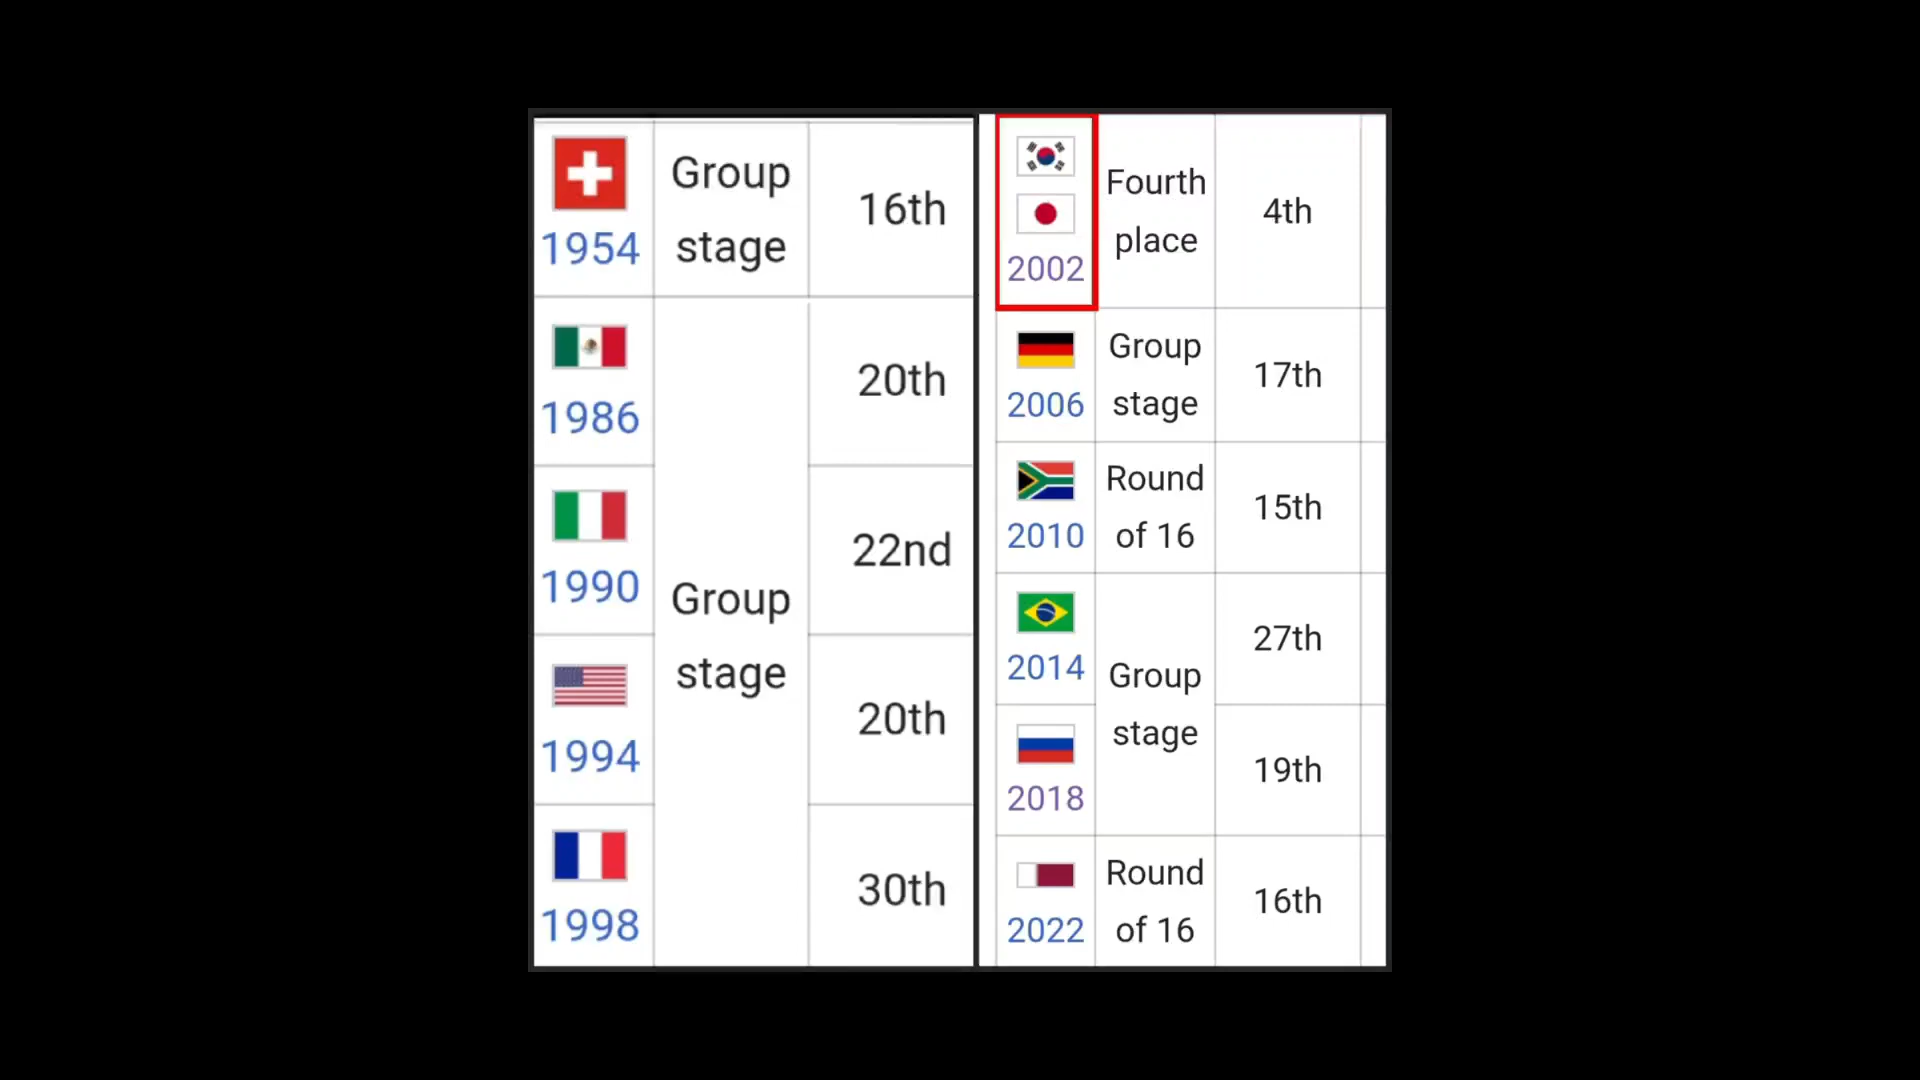 1954
Group
stage
16th
1986
20th
1990
22nd
Group
stage
1994
20th
1998
30th
2002
Fourth
place
4th
2006
Group
stage
17th
2010
Round
of 16
15th
2014
27th
Group
stage
2018
19th
2022
Round
of 16
16th